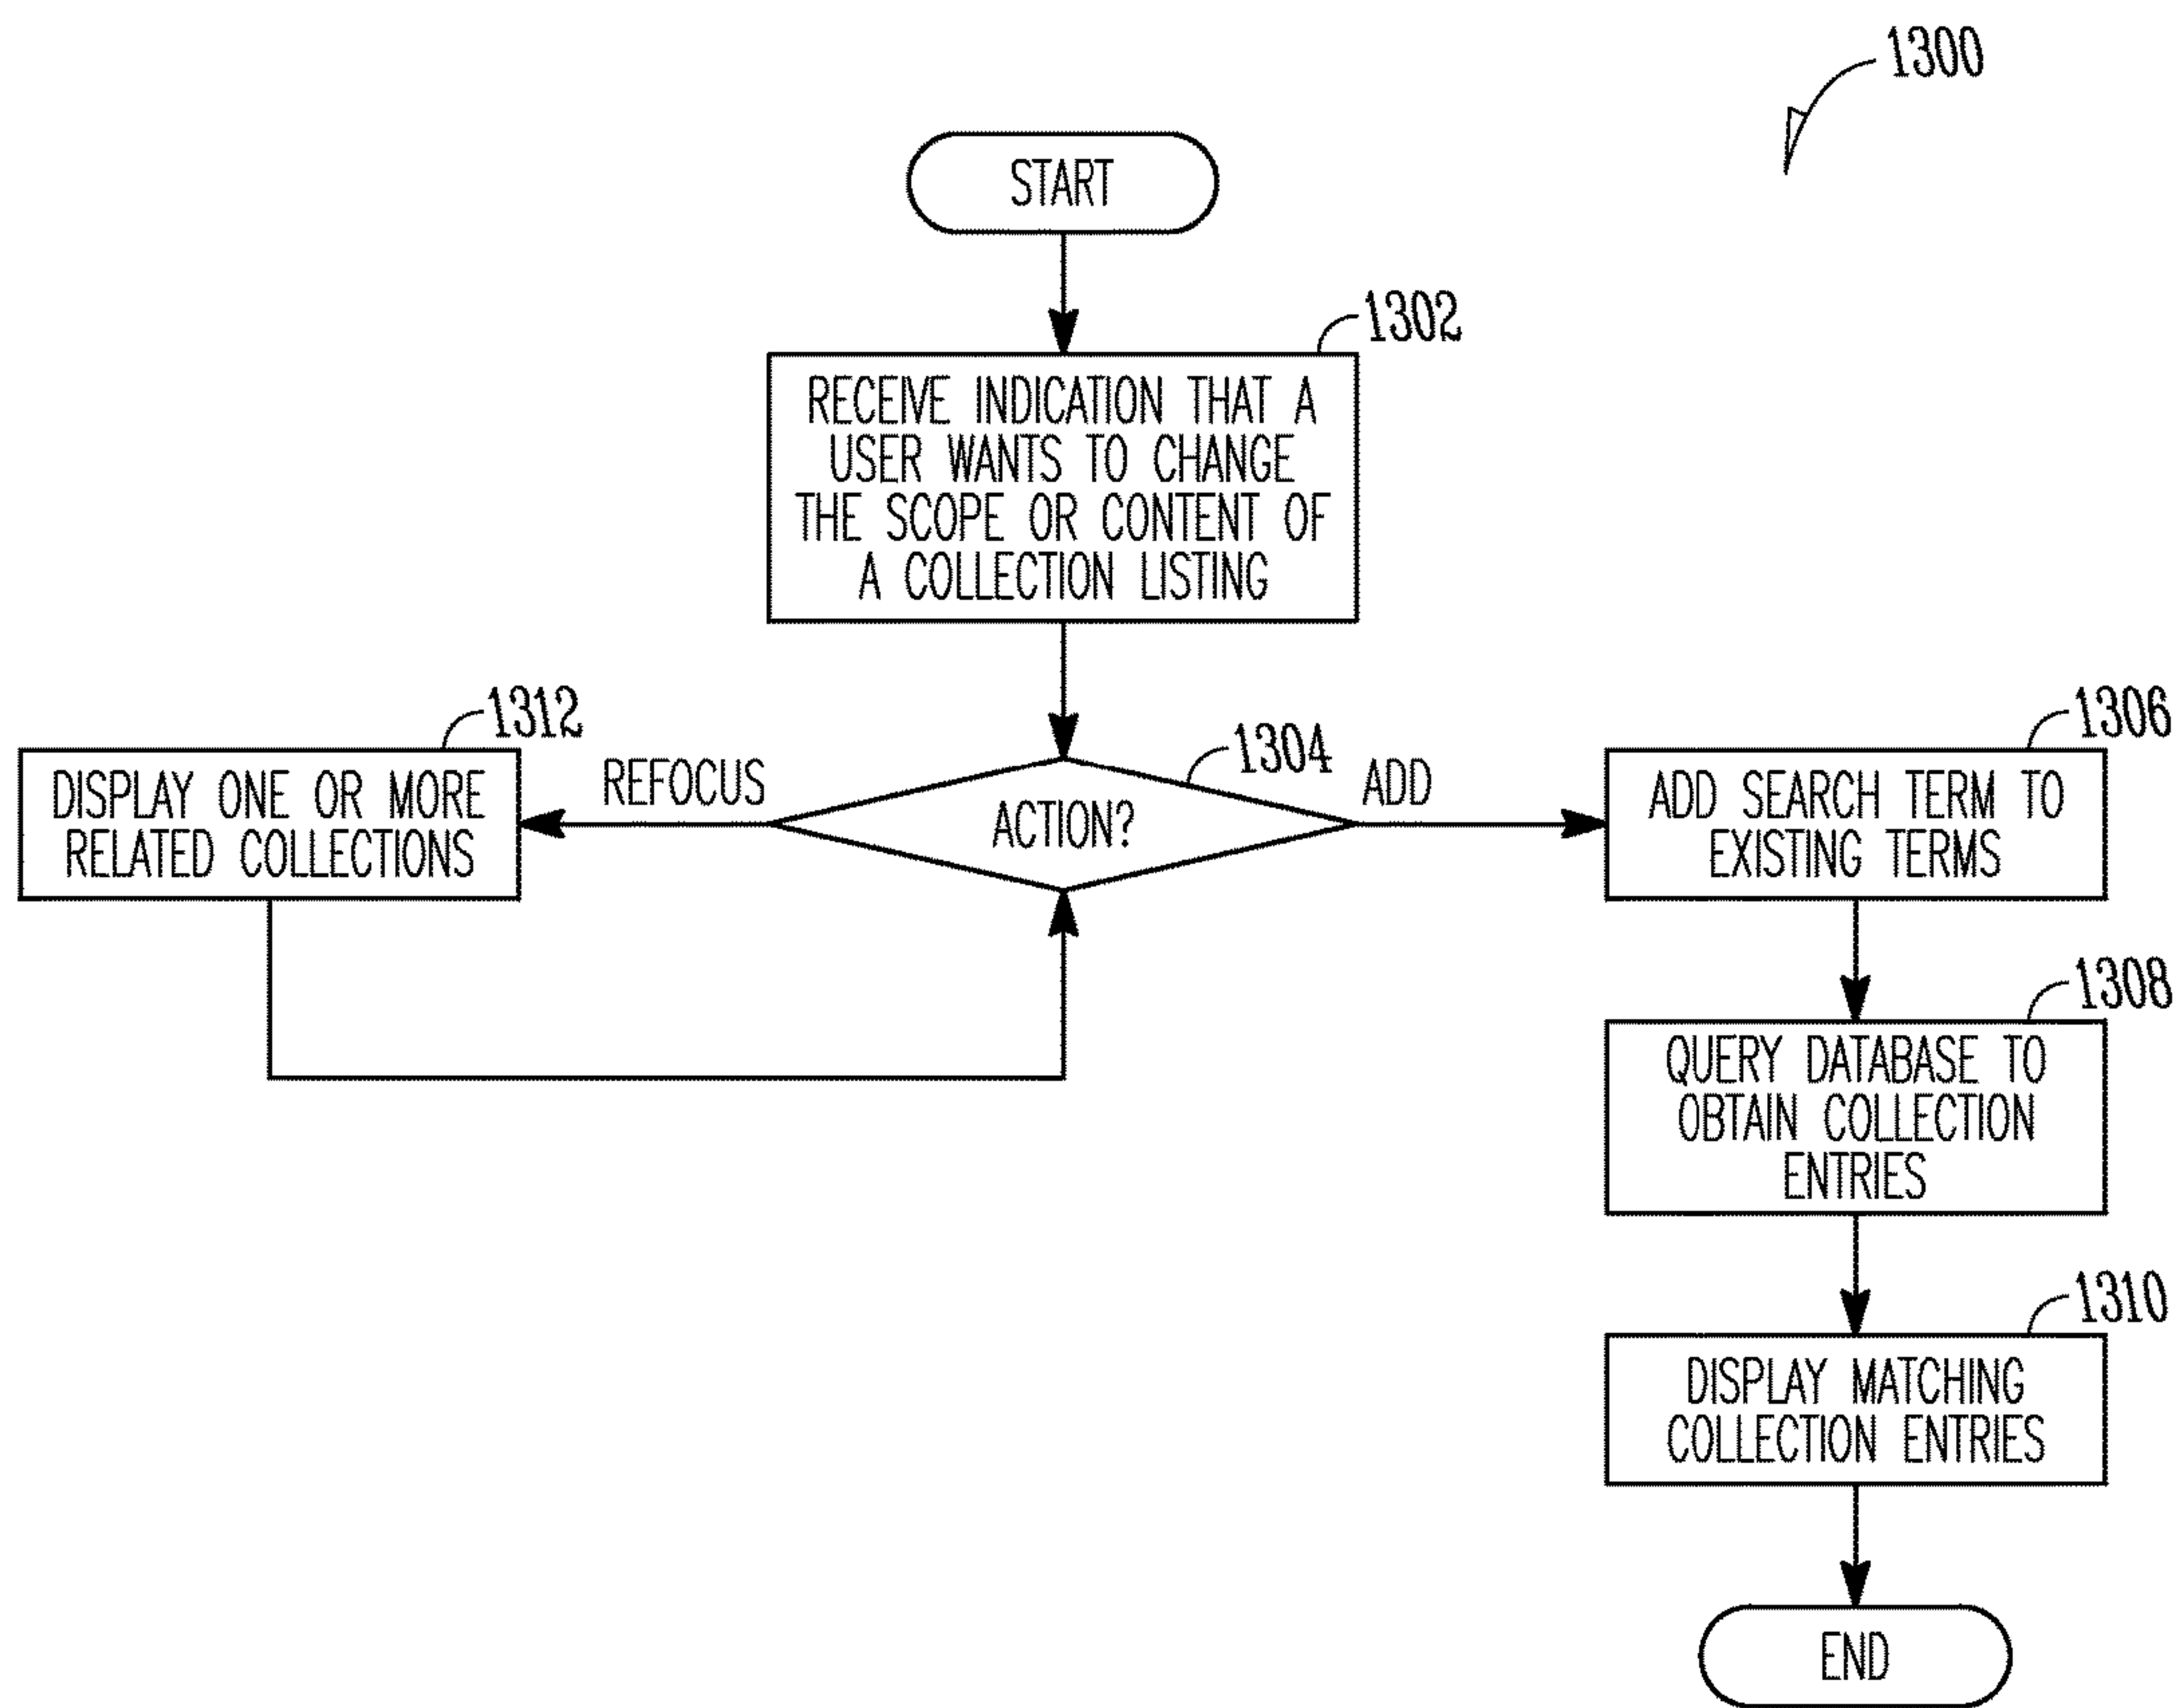 1300
START
1302
RECEIVE INDICATION THAT A
USER WANTS TO CHANGE
THE SCOPE OR CONTENT OF
A COLLECTION LISTING
1312
DISPLAY ONE OR MORE
RELATED COLLECTIONS
REFOCUS
1304
ACTION?
ADD
1306
ADD SEARCH TERM TO
EXISTING TERMS
1308
QUERY DATABASE TO
OBTAIN COLLECTION
ENTRIES
1310
DISPLAY MATCHING
COLLECTION ENTRIES
END